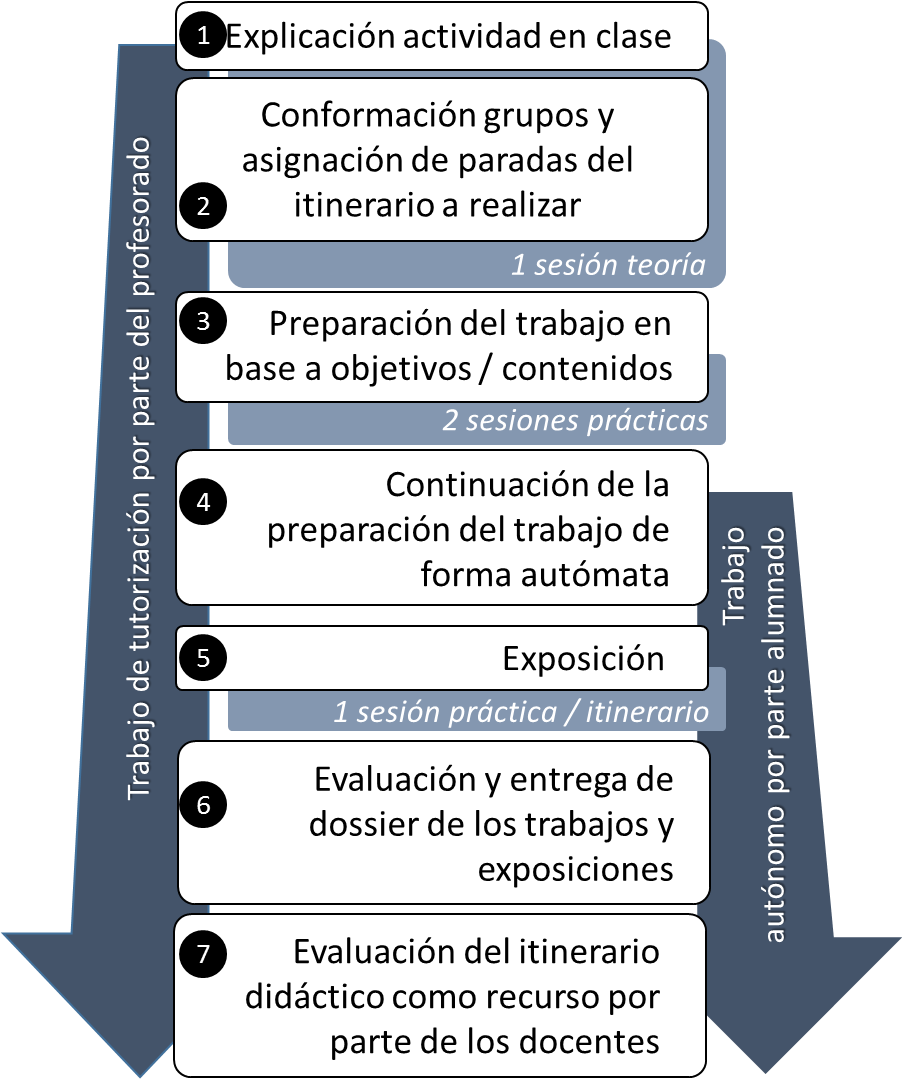 Trabajo de tutorización por parte del profesorado
1 Explicación actividad en clase
Conformación grupos y
asignación de paradas del
2 itinerario a realizar
1 sesión teoría
3 Preparación del trabajo en
base a objetivos / contenidos
2 sesiones prácticas
4 Continuación de la
preparación del trabajo de
forma autómata
Trabajo
autónomo por parte alumnado
5 Exposición
1 sesión práctica / itinerario
Evaluación y entrega de
6 dossier de los trabajos y
exposiciones
7 Evaluación del itinerario
didáctico como recurso por
parte de los docentes